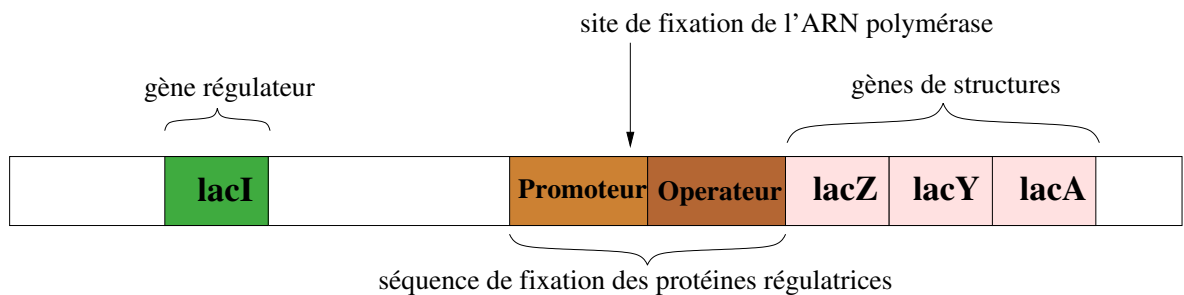 site de fixation de l'ARN polymérase
gène régulateur
gènes de structures
lacI
Promoteur
Operateur
lacZ
lacY
lacA
séquence de fixation des protéines régulatrices